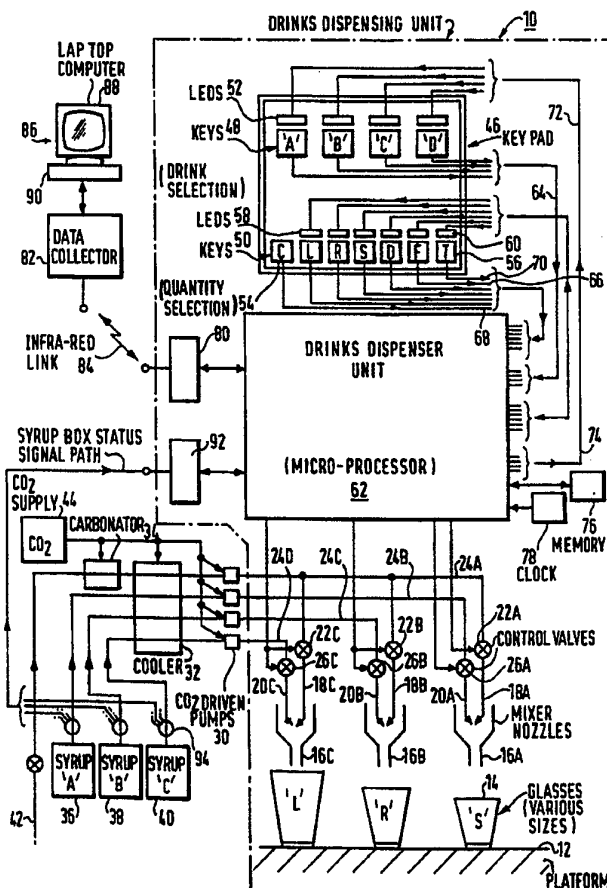 DRINKS DISPENSING UNIT 10
LAP TOP
COMPUTER
88
86
90
LEDS 52
KEYS 48
'A' 'B' 'C' 'D'
46
KEY PAD
72
64
(DRINK SELECTION)
LEDS 58
KEYS
50
C L R S D F T
60
56
70
66
68
(QUANTITY SELECTION) 54
DATA
COLLECTOR
82
INFRA-RED
LINK
84
80
DRINKS DISPENSER
UNIT
(MICRO-PROCESSOR)
62
74
76
MEMORY
78
CLOCK
SYRUP BOX STATUS
SIGNAL PATH
92
CO2
SUPPLY 44
CO2
CARBONATOR 34
COOLER
32
CO2 DRIVEN
PUMPS
30
24D 24C 24B 24A
22C 22B 22A
CONTROL VALVES
26C 26B 26A
20C 18C 20B 18B 20A 18A
MIXER
NOZZLES
16C 16B 16A
94
SYRUP 'A' SYRUP 'B' SYRUP 'C'
42 36 38 40
14
GLASSES
(VARIOUS
SIZES)
'L' 'R' 'S'
12
PLATFORM